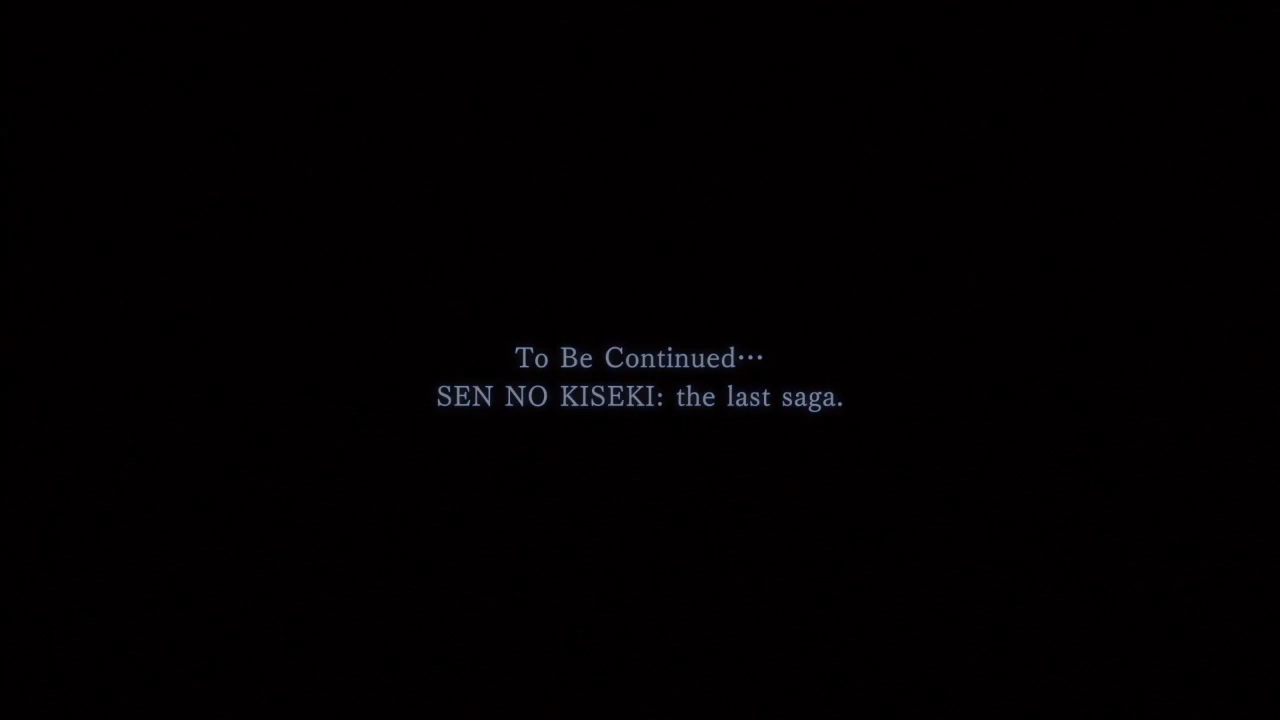 To Be Continued…
SEN NO KISEKI: the last saga.